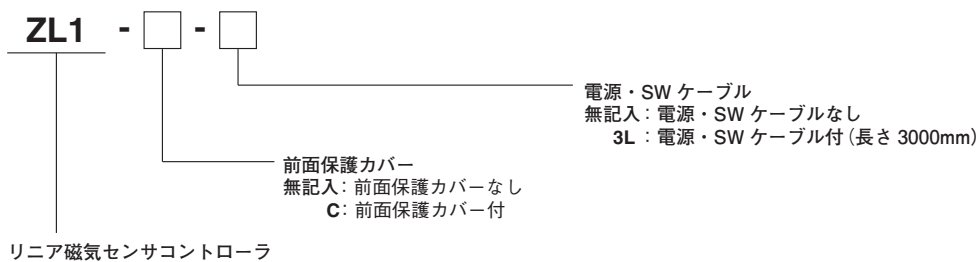 ZL1 - □ - □
電源・SW ケーブル
無記入：電源・SW ケーブルなし
3L：電源・SW ケーブル付（長さ 3000mm）
前面保護カバー
無記入：前面保護カバーなし
C：前面保護カバー付
リニア磁気センサコントローラ